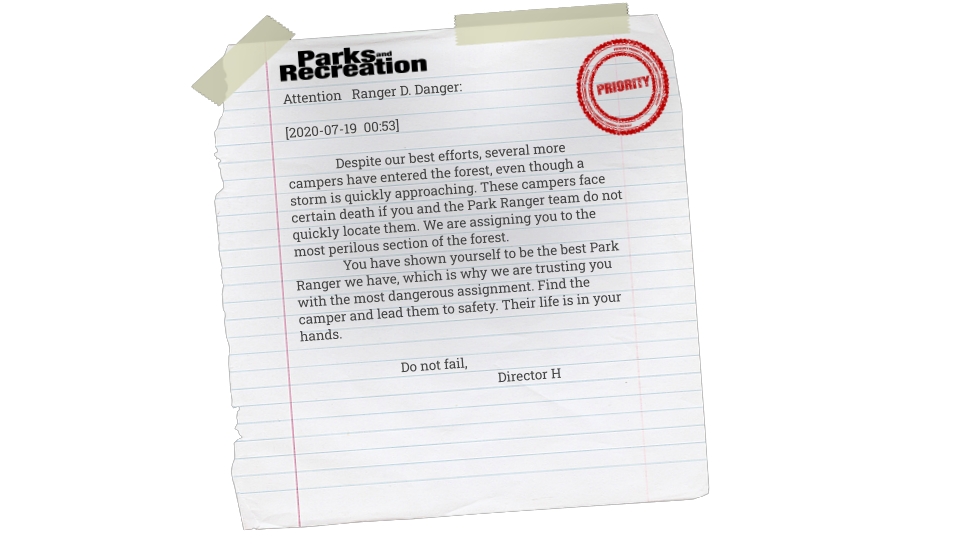 Parks and
Recreation
PRIORITY
Attention Ranger D. Danger:
[2020-07-19 00:53]
Despite our best efforts, several more
campers have entered the forest, even though a
storm is quickly approaching. These campers face
certain death if you and the Park Ranger team do not
quickly locate them. We are assigning you to the
most perilous section of the forest.
You have shown yourself to be the best Park
Ranger we have, which is why we are trusting you
with the most dangerous assignment. Find the
camper and lead them to safety. Their life is in your
hands.
Do not fail,
Director H